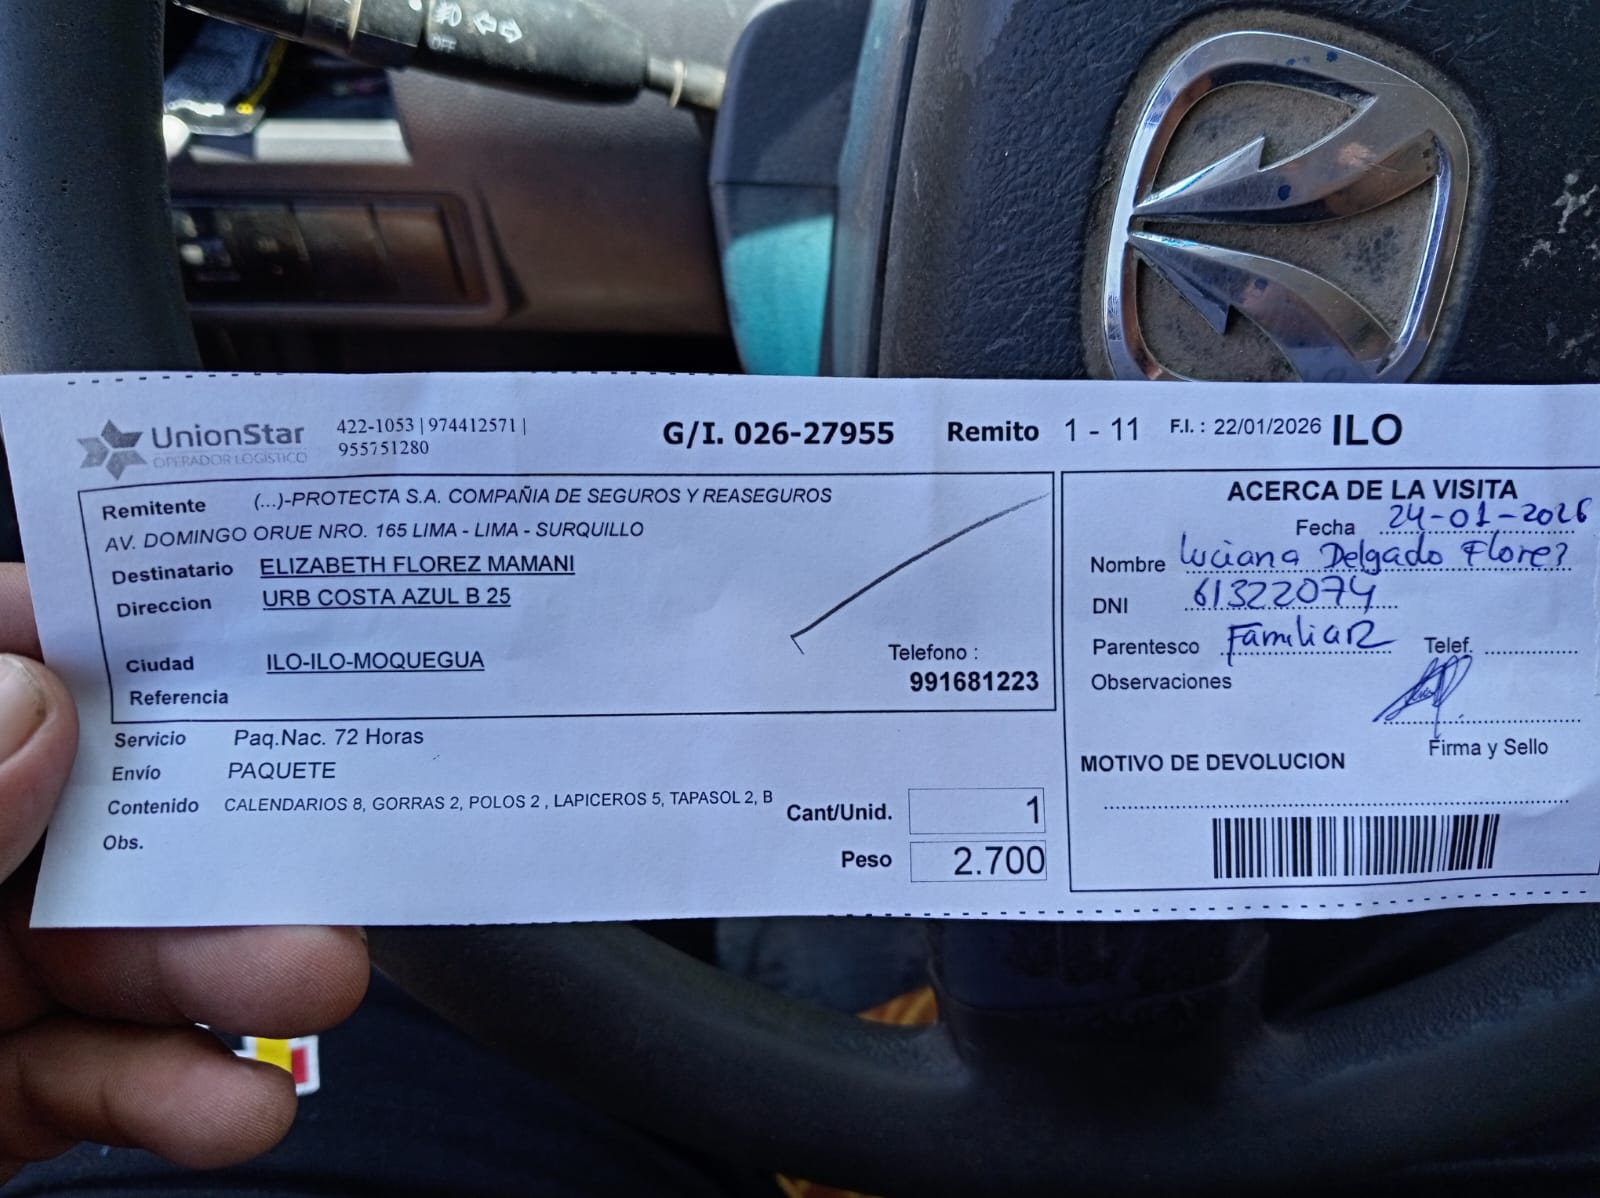 OFF
UnionStar
OPERADOR LOGISTICO
422-1053 | 974412571 |
955751280
G/I. 026-27955
Remito 1 - 11
F.I. : 22/01/2026 ILO
Remitente (...)-PROTECTA S.A. COMPAÑIA DE SEGUROS Y REASEGUROS
AV. DOMINGO ORUE NRO. 165 LIMA - LIMA - SURQUILLO
Destinatario ELIZABETH FLOREZ MAMANI
Direccion URB COSTA AZUL B 25
Ciudad ILO-ILO-MOQUEGUA
Referencia
Telefono :
991681223
Servicio Paq.Nac. 72 Horas
Envío PAQUETE
Contenido CALENDARIOS 8, GORRAS 2, POLOS 2 , LAPICEROS 5, TAPASOL 2, B
Obs.
Cant/Unid. 1
Peso 2.700
ACERCA DE LA VISITA
Fecha 24-01-2026
Nombre Luciana Delgado Florez
DNI 61322074
Parentesco Familiar Telef.
Observaciones
Firma y Sello
MOTIVO DE DEVOLUCION